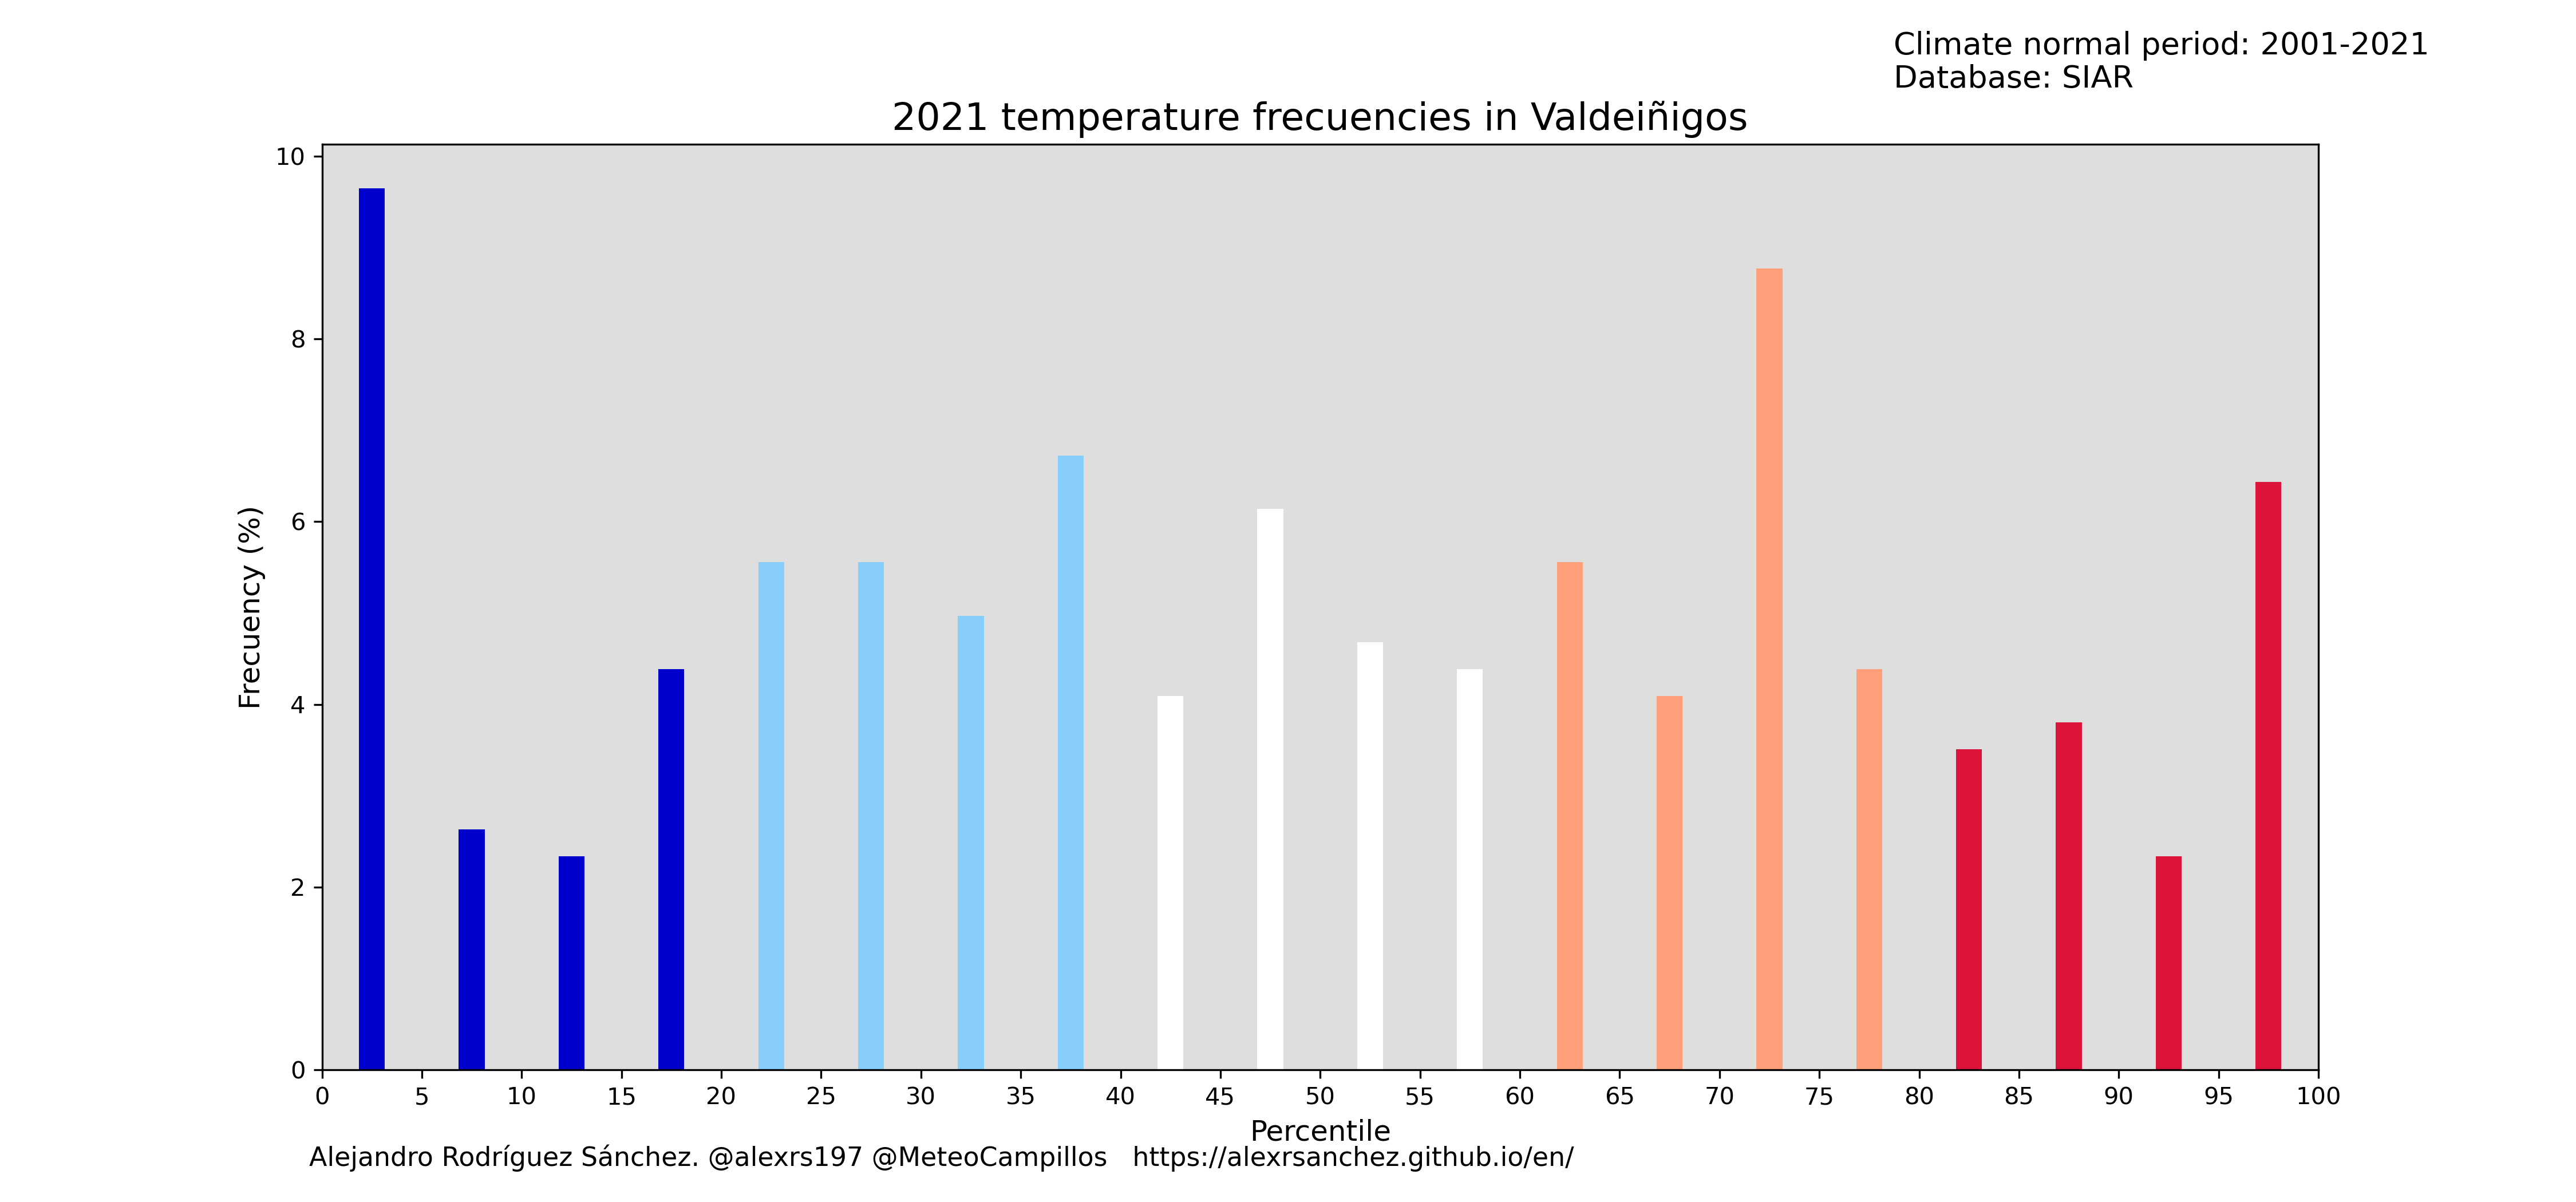 Climate normal period: 2001-2021
Database: SIAR
2021 temperature frecuencies in Valdeiñigos
Frecuency (%)
10
8
6
4
2
0
0 5 10 15 20 25 30 35 40 45 50 55 60 65 70 75 80 85 90 95 100
Percentile
Alejandro Rodríguez Sánchez. @alexrs197 @MeteoCampillos https://alexrsanchez.github.io/en/